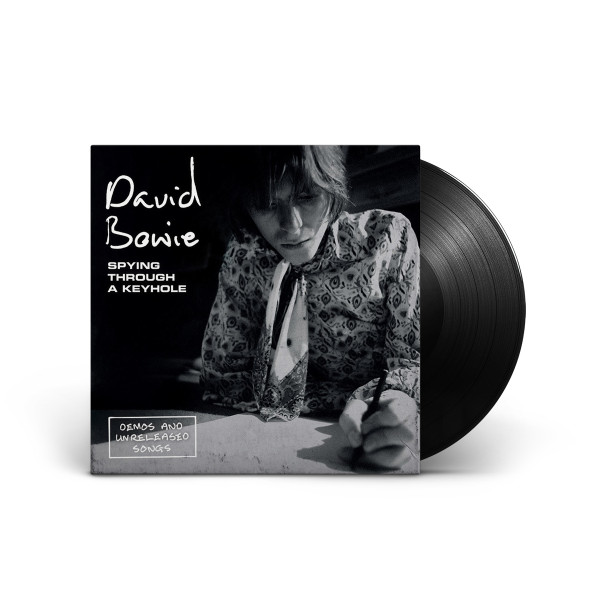 David
Bowie
SPYING
THROUGH
A KEYHOLE
DEMOS AND
UNRELEASED
SONGS